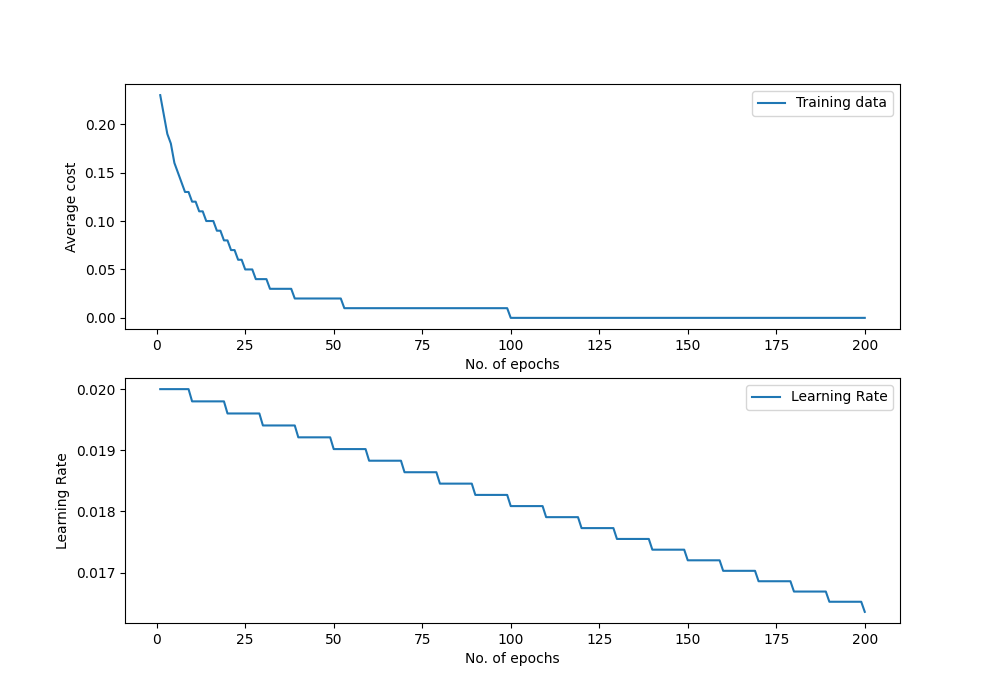 Training data
0.20
0.15
0.10
0.05
0.00
Average cost
0 25 50 75 100 125 150 175 200
No. of epochs
Learning Rate
0.020
0.019
0.018
0.017
Learning Rate
0 25 50 75 100 125 150 175 200
No. of epochs